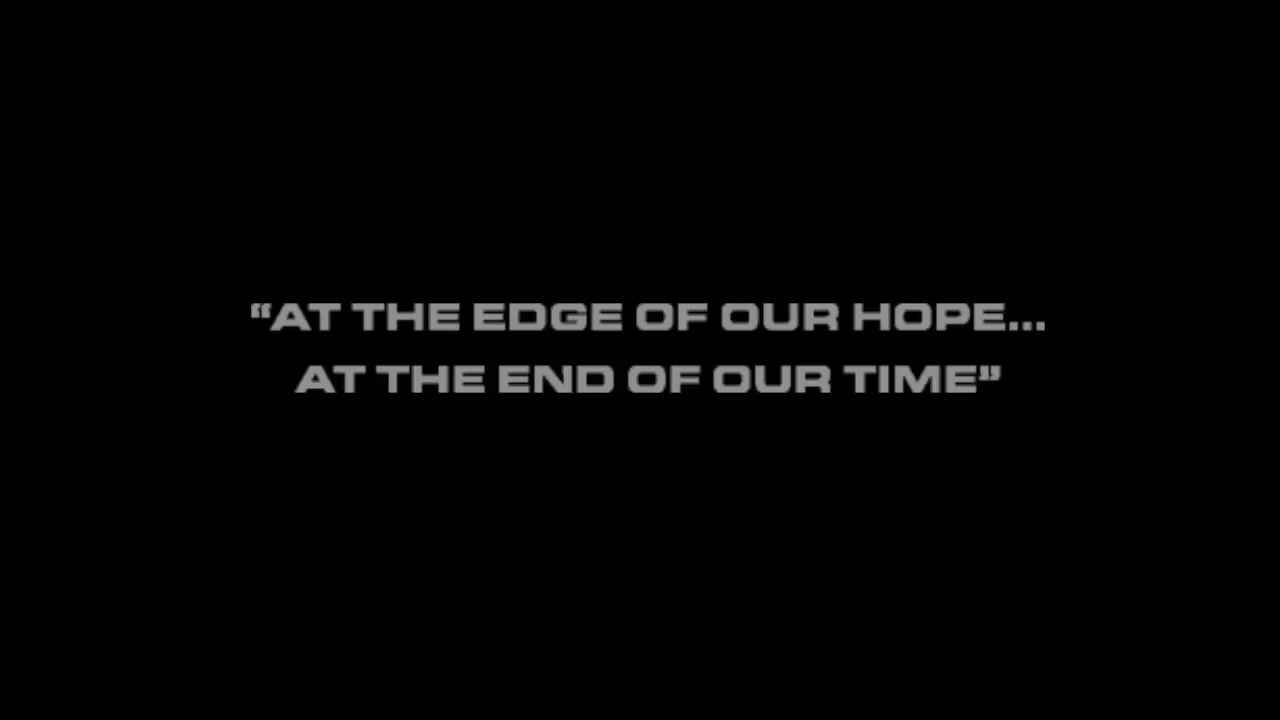 “AT THE EDGE OF OUR HOPE...
AT THE END OF OUR TIME”